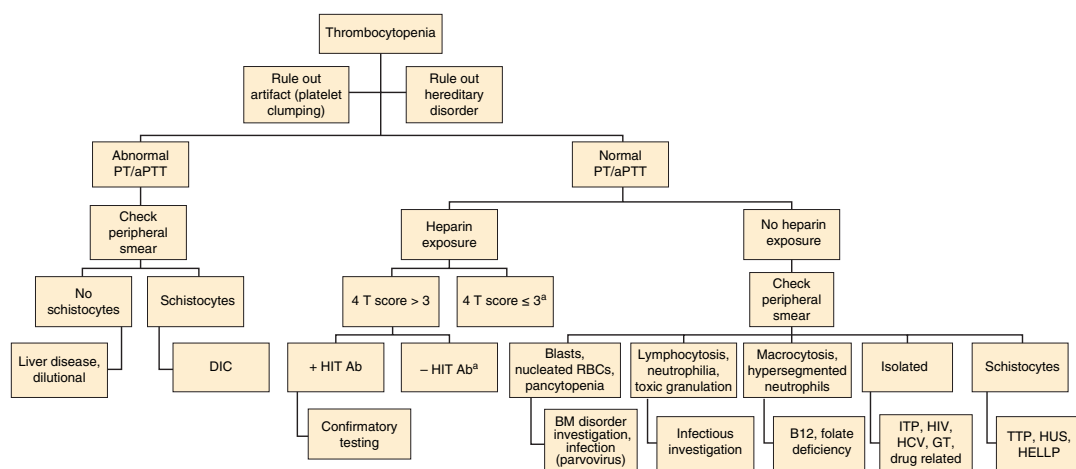 Thrombocytopenia
Rule out
artifact (platelet
clumping)
Rule out
hereditary
disorder
Abnormal
PT/aPTT
Normal
PT/aPTT
Check
peripheral
smear
Heparin
exposure
No heparin
exposure
No
schistocytes
Schistocytes
4 T score > 3
4 T score ≤ 3ᵃ
Check
peripheral
smear
Liver disease,
dilutional
DIC
+ HIT Ab
– HIT Abᵃ
Blasts,
nucleated RBCs,
pancytopenia
Lymphocytosis,
neutrophilia,
toxic granulation
Macrocytosis,
hypersegmented
neutrophils
Isolated
Schistocytes
Confirmatory
testing
BM disorder
investigation,
infection
(parvovirus)
Infectious
investigation
B12, folate
deficiency
ITP, HIV,
HCV, GT,
drug related
TTP, HUS,
HELLP